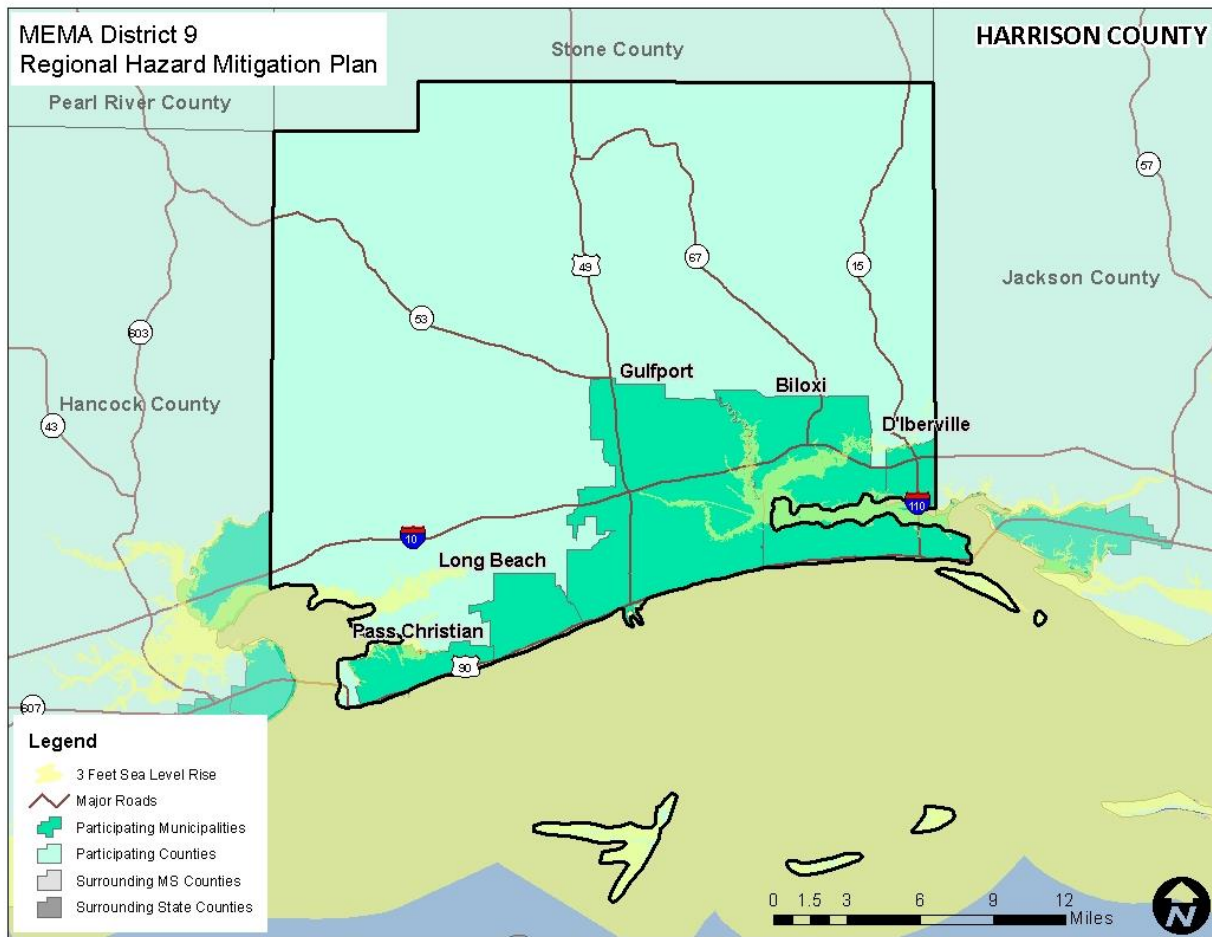 MEMA District 9
Regional Hazard Mitigation Plan
HARRISON COUNTY
Stone County
Pearl River County
57
49
67
15
Jackson County
53
603
Gulfport
Biloxi
Hancock County
43
D'Iberville
110
10
Long Beach
Pass Christian
90
607
Legend
3 Feet Sea Level Rise
Major Roads
Participating Municipalities
Participating Counties
Surrounding MS Counties
Surrounding State Counties
0 1.5 3 6 9 12
Miles
N